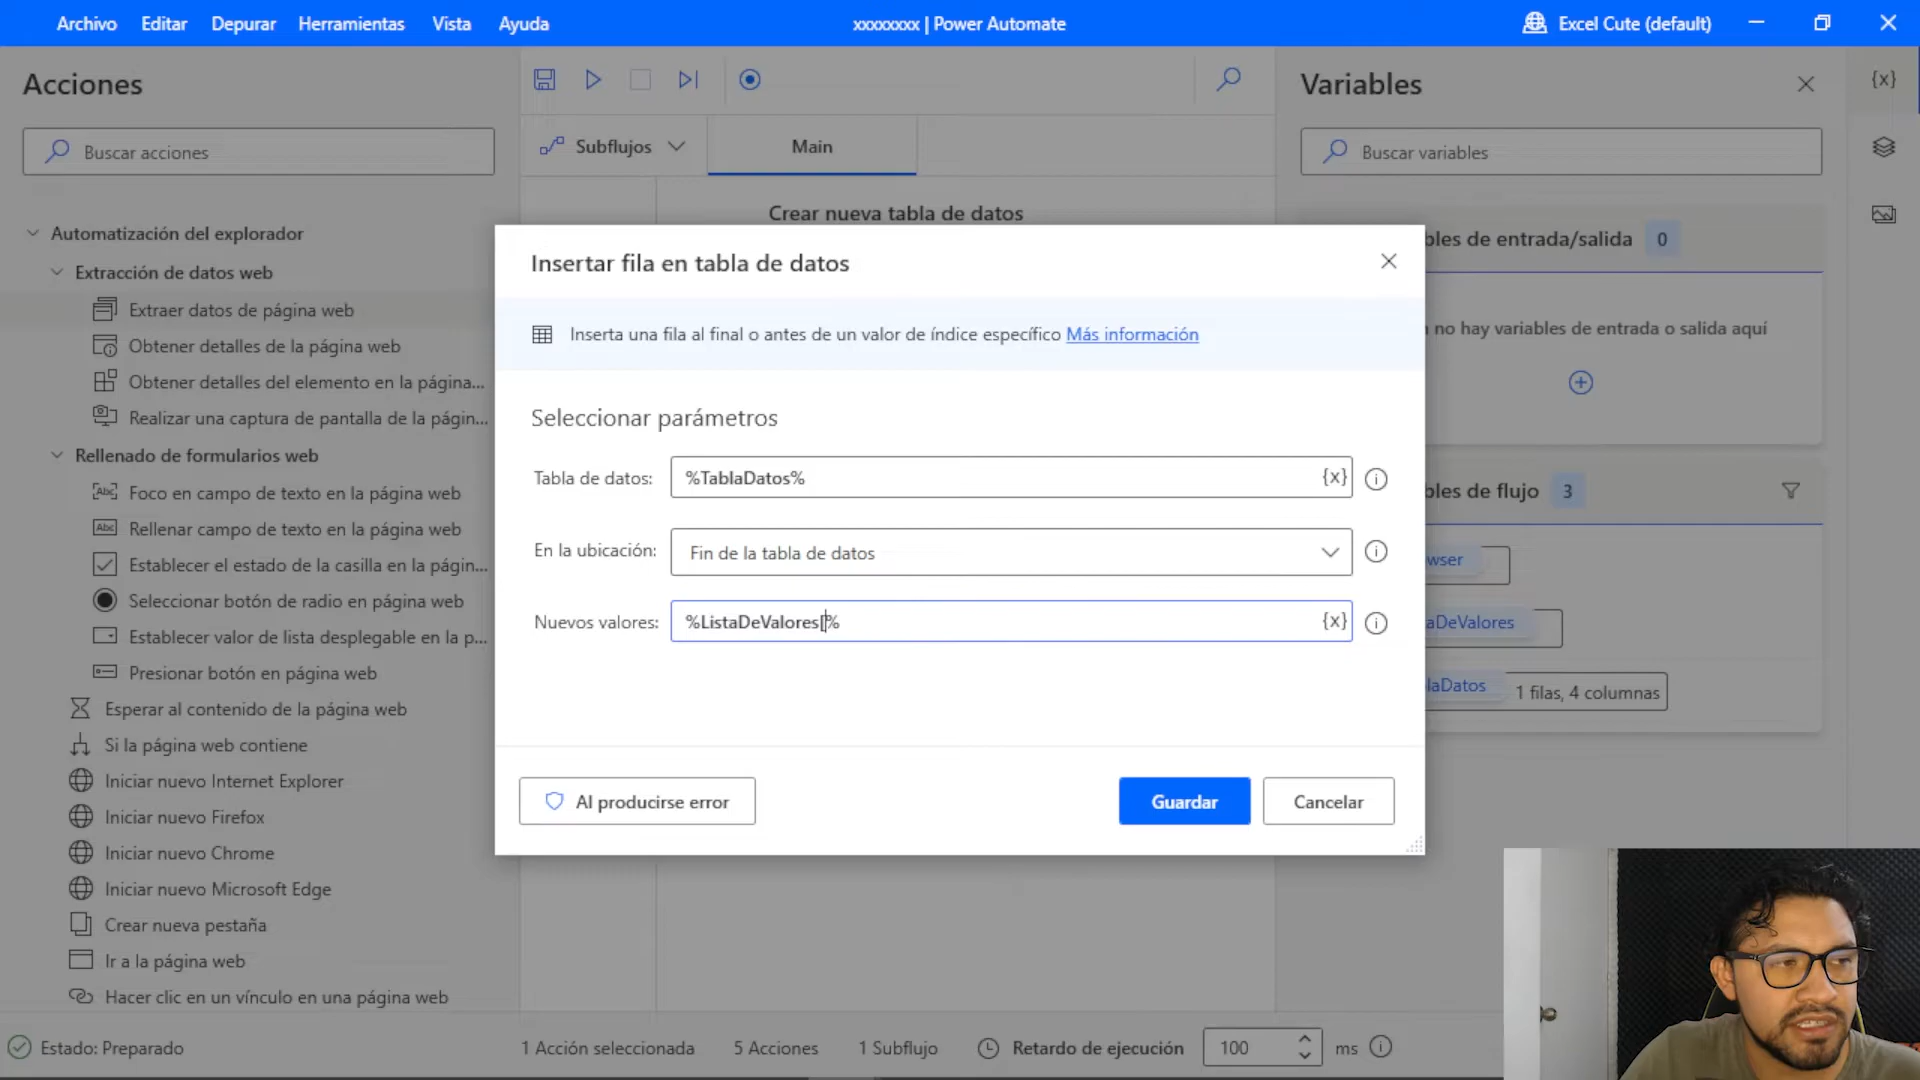 Archivo Editar Depurar Herramientas Vista Ayuda
xxxxxxxx | Power Automate
Excel Cute (default)
Acciones
Buscar acciones
Automatización del explorador
Extracción de datos web
Extraer datos de página web
Obtener detalles de la página web
Obtener detalles del elemento en la página...
Realizar una captura de pantalla de la págin...
Rellenado de formularios web
Foco en campo de texto en la página web
Rellenar campo de texto en la página web
Establecer el estado de la casilla en la págin...
Seleccionar botón de radio en página web
Establecer valor de lista desplegable en la p...
Presionar botón en página web
Esperar al contenido de la página web
Si la página web contiene
Iniciar nuevo Internet Explorer
Iniciar nuevo Firefox
Iniciar nuevo Chrome
Iniciar nuevo Microsoft Edge
Crear nueva pestaña
Ir a la página web
Hacer clic en un vínculo en una página web
Subflujos
Main
Crear nueva tabla de datos
Insertar fila en tabla de datos
Inserta una fila al final o antes de un valor de índice específico Más información
Seleccionar parámetros
Tabla de datos: %TablaDatos% {x}
En la ubicación: Fin de la tabla de datos
Nuevos valores: %ListaDeValores[% {x}
Al producirse error
Guardar
Cancelar
Variables
{x}
Buscar variables
bles de entrada/salida 0
no hay variables de entrada o salida aquí
bles de flujo 3
wser
aDeValores
laDatos 1 filas, 4 columnas
Estado: Preparado
1 Acción seleccionada
5 Acciones
1 Subflujo
Retardo de ejecución 100 ms